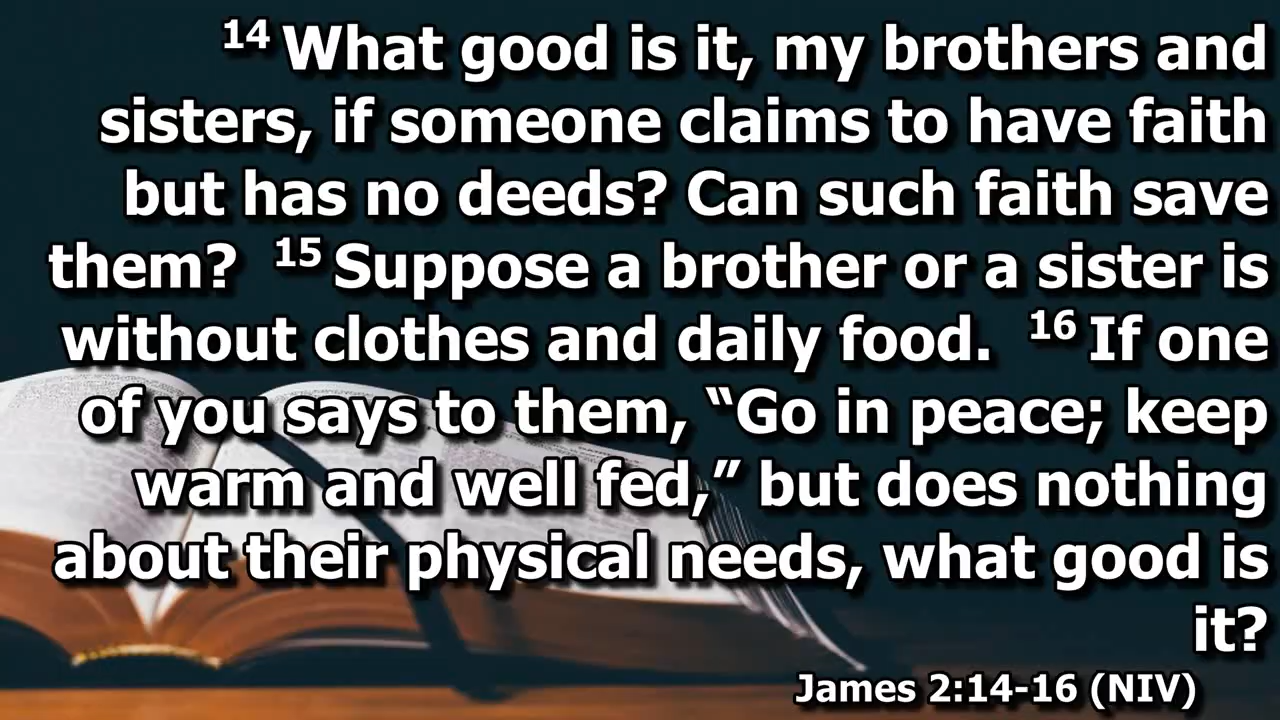 14 What good is it, my brothers and
sisters, if someone claims to have faith
but has no deeds? Can such faith save
them? 15 Suppose a brother or a sister is
without clothes and daily food. 16 If one
of you says to them, “Go in peace; keep
warm and well fed,” but does nothing
about their physical needs, what good is
it?
James 2:14-16 (NIV)